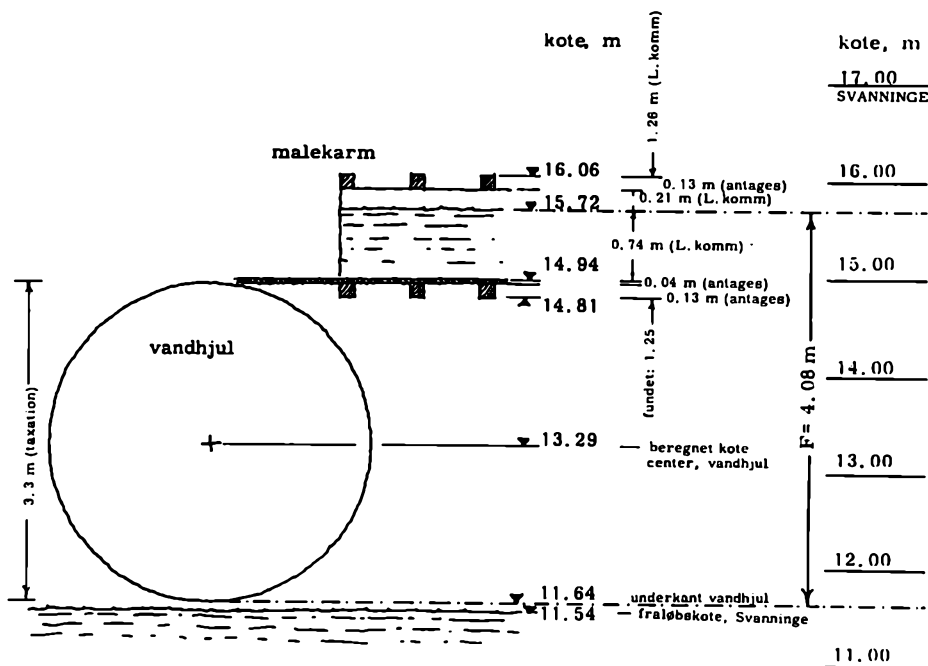 kote, m
kote, m
1.26 m (L. komm)
17.00
SVANNINGE
malekarm
16.06
0.13 m (antages)
0.21 m (L. komm)
16.00
15.72
0.74 m (L. komm)
14.94
15.00
0.04 m (antages)
0.13 m (antages)
14.81
vandhjul
fundet: 1.25
14.00
F = 4.08 m
3.3 m (taxation)
13.29
beregnet kote
center, vandhjul
13.00
12.00
11.64
underkant vandhjul
11.54
fraløbskote, Svanninge
11.00